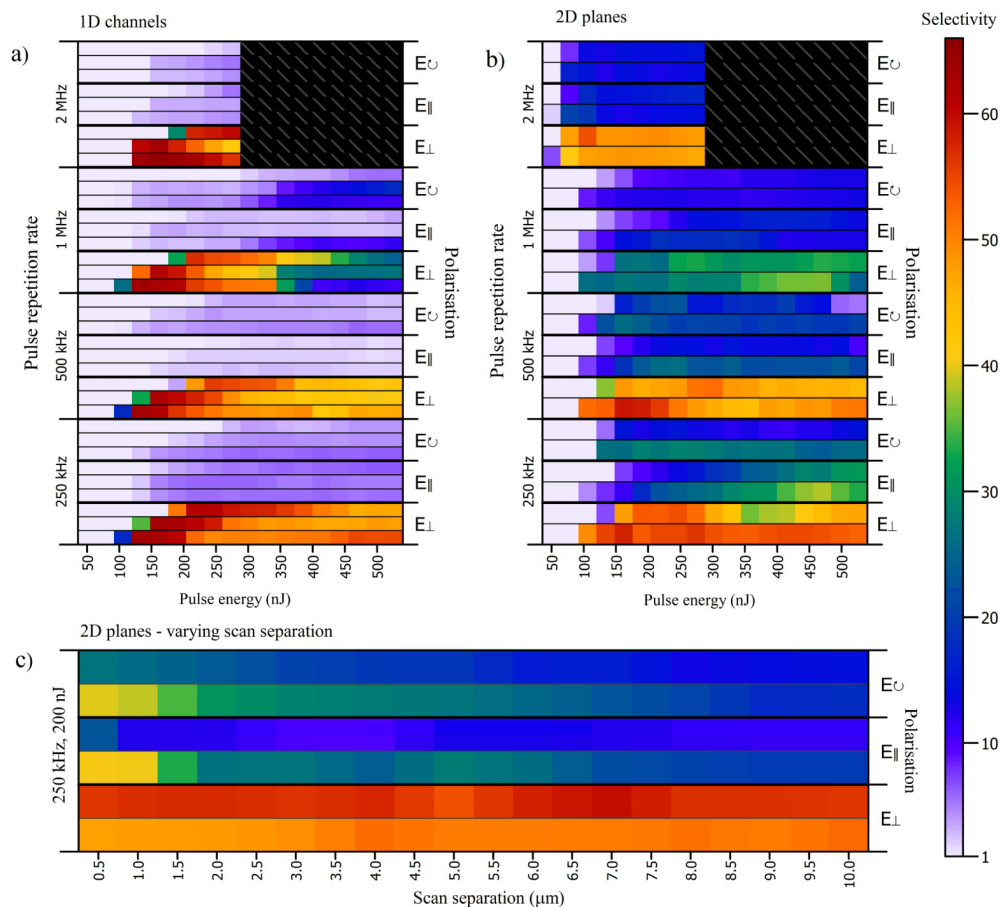 1D channels
2D planes
Selectivity
a)
b)
Pulse repetition rate
2 MHz
1 MHz
500 kHz
250 kHz
E↻
E∥
E⊥
E↻
E∥
E⊥
E↻
E∥
E⊥
E↻
E∥
E⊥
Polarisation
50 100 150 200 250 300 350 400 450 500
Pulse energy (nJ)
Pulse repetition rate
2 MHz
1 MHz
500 kHz
250 kHz
E↻
E∥
E⊥
E↻
E∥
E⊥
E↻
E∥
E⊥
E↻
E∥
E⊥
Polarisation
50 100 150 200 250 300 350 400 450 500
Pulse energy (nJ)
60
50
40
30
20
10
1
2D planes - varying scan separation
c)
250 kHz, 200 nJ
E↻
E∥
E⊥
Polarisation
0.5 1.0 1.5 2.0 2.5 3.0 3.5 4.0 4.5 5.0 5.5 6.0 6.5 7.0 7.5 8.0 8.5 9.0 9.5 10.0
Scan separation (μm)